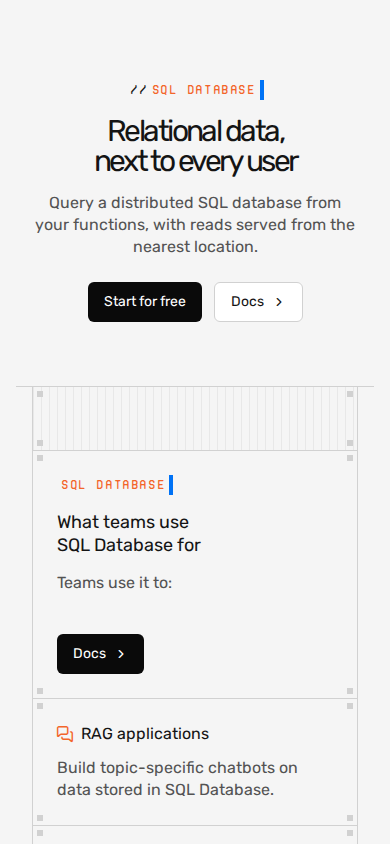 // SQL DATABASE
Relational data,
next to every user
Query a distributed SQL database from
your functions, with reads served from the
nearest location.
Start for free
Docs
SQL DATABASE
What teams use
SQL Database for
Teams use it to:
Docs
RAG applications
Build topic-specific chatbots on
data stored in SQL Database.